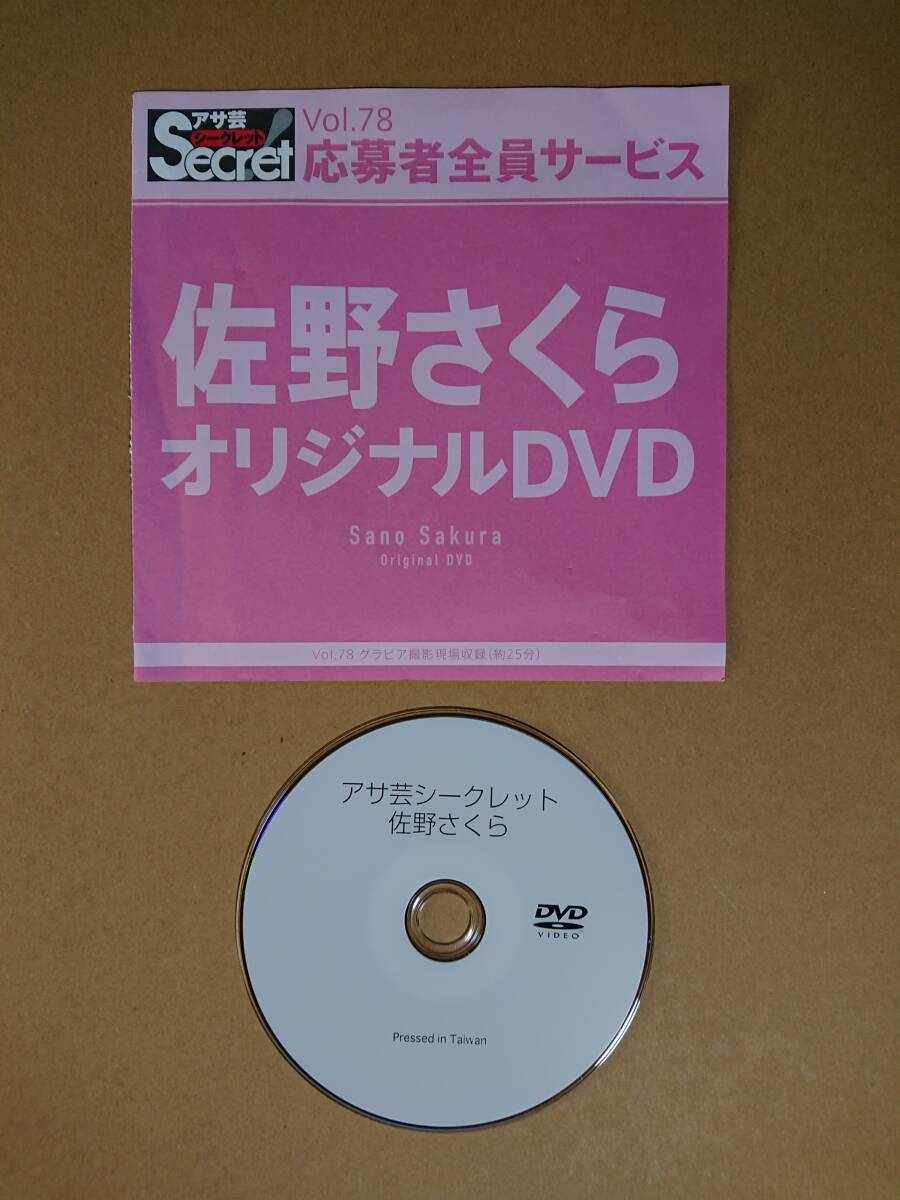 アサ芸
シークレット
Secret
Vol.78
応募者全員サービス
佐野さくら
オリジナルDVD
Sano Sakura
Original DVD
Vol.78 グラビア撮影現場収録(約25分)
アサ芸シークレット
佐野さくら
DVD
VIDEO
Pressed in Taiwan